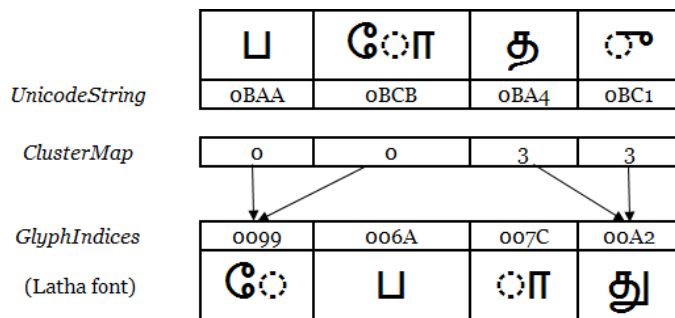 ப ோ த ு
UnicodeString 0BAA 0BCB 0BA4 0BC1
ClusterMap 0 0 3 3
GlyphIndices 0099 006A 007C 00A2
(Latha font) ே ப ா து